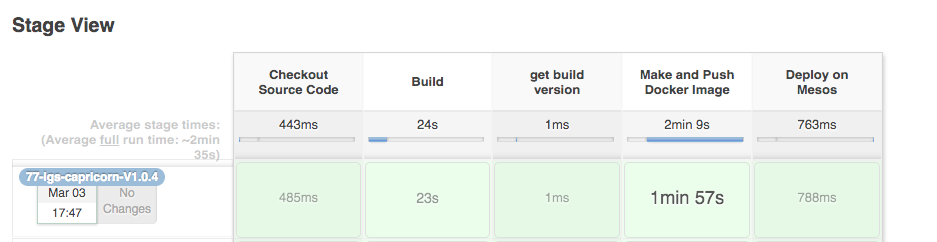 Stage View
Checkout
Source Code
Build
get build
version
Make and Push
Docker Image
Deploy on
Mesos
Average stage times:
(Average full run time: ~2min
35s)
443ms
24s
1ms
2min 9s
763ms
77-lgs-capricorn-V1.0.4
Mar 03
17:47
No
Changes
485ms
23s
1ms
1min 57s
788ms